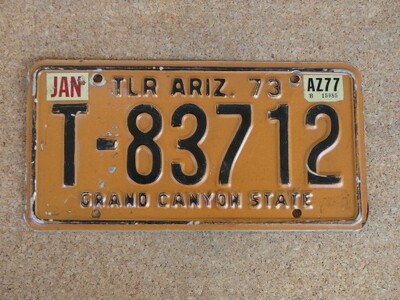 JAN TLR ARIZ. 73 AZ77
T-83712
GRAND CANYON STATE